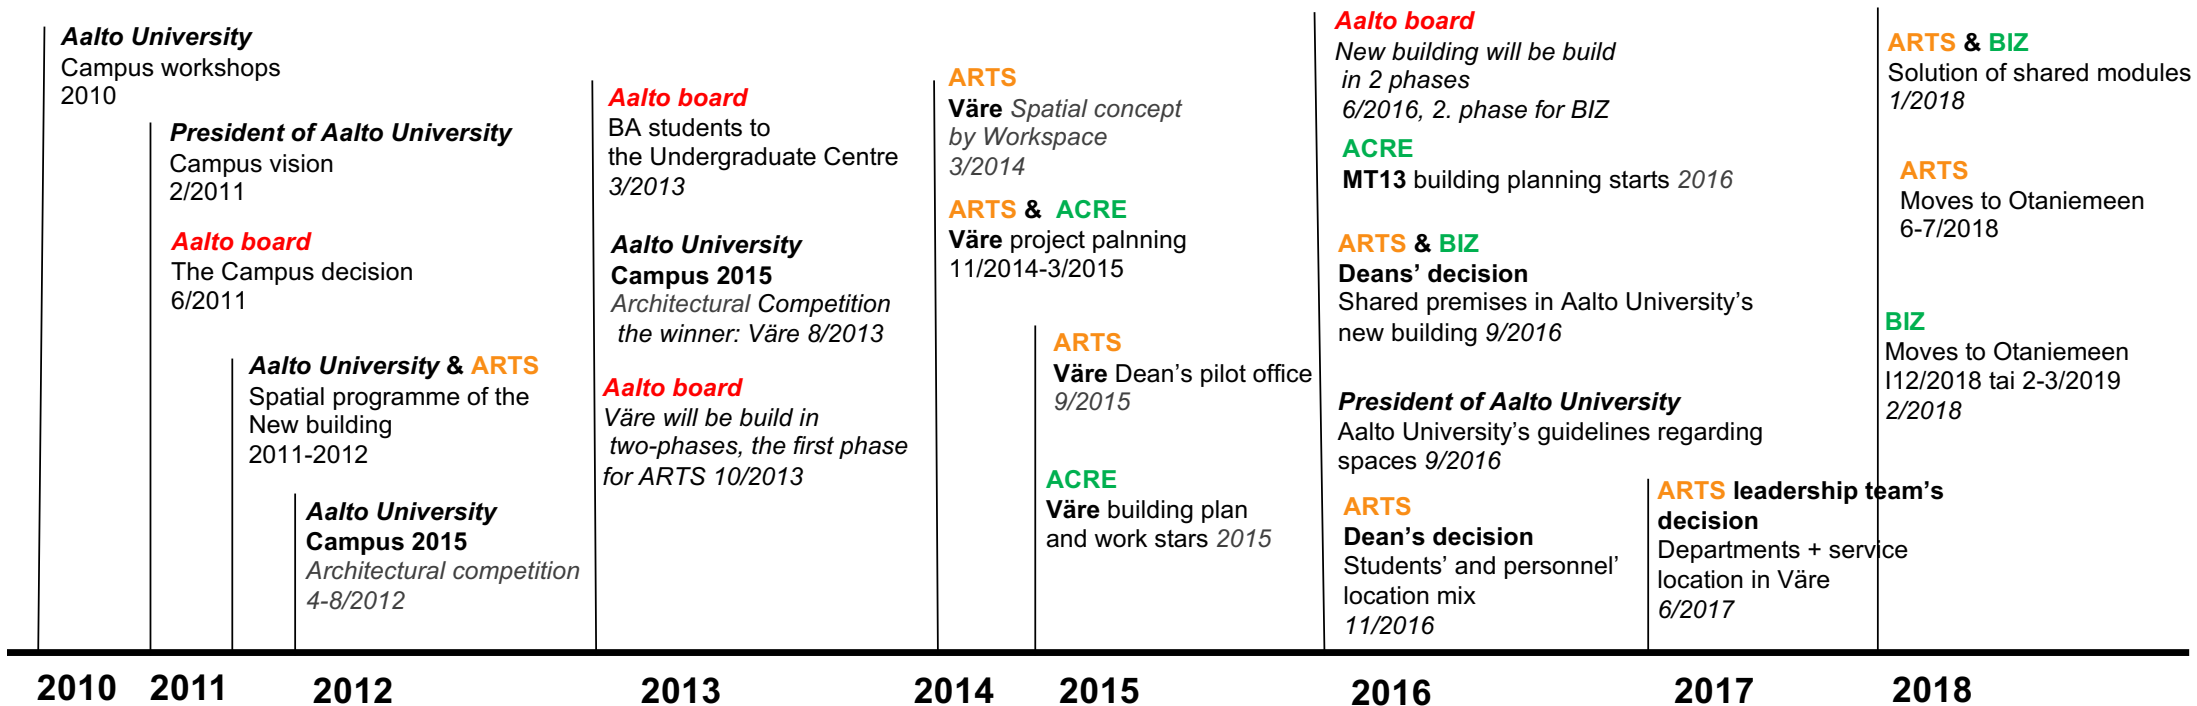 Aalto University
Campus workshops
2010
President of Aalto University
Campus vision
2/2011
Aalto board
The Campus decision
6/2011
Aalto University & ARTS
Spatial programme of the
New building
2011-2012
Aalto University
Campus 2015
Architectural competition
4-8/2012
Aalto board
BA students to
the Undergraduate Centre
3/2013
Aalto University
Campus 2015
Architectural Competition
the winner: Väre 8/2013
Aalto board
Väre will be build in
two-phases, the first phase
for ARTS 10/2013
ARTS
Väre Spatial concept
by Workspace
3/2014
ARTS & ACRE
Väre project palnning
11/2014-3/2015
ARTS
Väre Dean’s pilot office
9/2015
ACRE
Väre building plan
and work stars 2015
Aalto board
New building will be build
in 2 phases
6/2016, 2. phase for BIZ
ACRE
MT13 building planning starts 2016
ARTS & BIZ
Deans’ decision
Shared premises in Aalto University’s
new building 9/2016
President of Aalto University
Aalto University’s guidelines regarding
spaces 9/2016
ARTS
Dean’s decision
Students’ and personnel’
location mix
11/2016
ARTS leadership team’s
decision
Departments + service
location in Väre
6/2017
ARTS & BIZ
Solution of shared modules
1/2018
ARTS
Moves to Otaniemeen
6-7/2018
BIZ
Moves to Otaniemeen
I12/2018 tai 2-3/2019
2/2018
2010 2011 2012 2013 2014 2015 2016 2017 2018